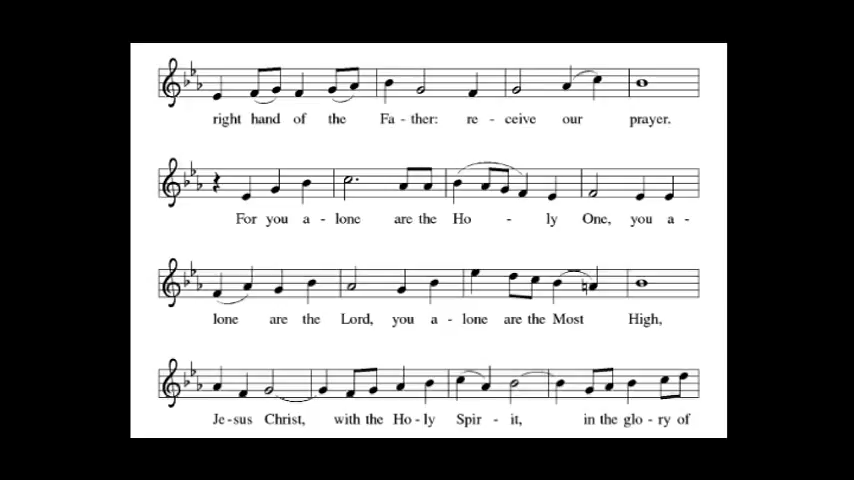 right hand of the Fa - ther: re - ceive our prayer.
For you a - lone are the Ho - ly One, you a -
lone are the Lord, you a - lone are the Most High,
Je - sus Christ, with the Ho - ly Spir - it, in the glo - ry of